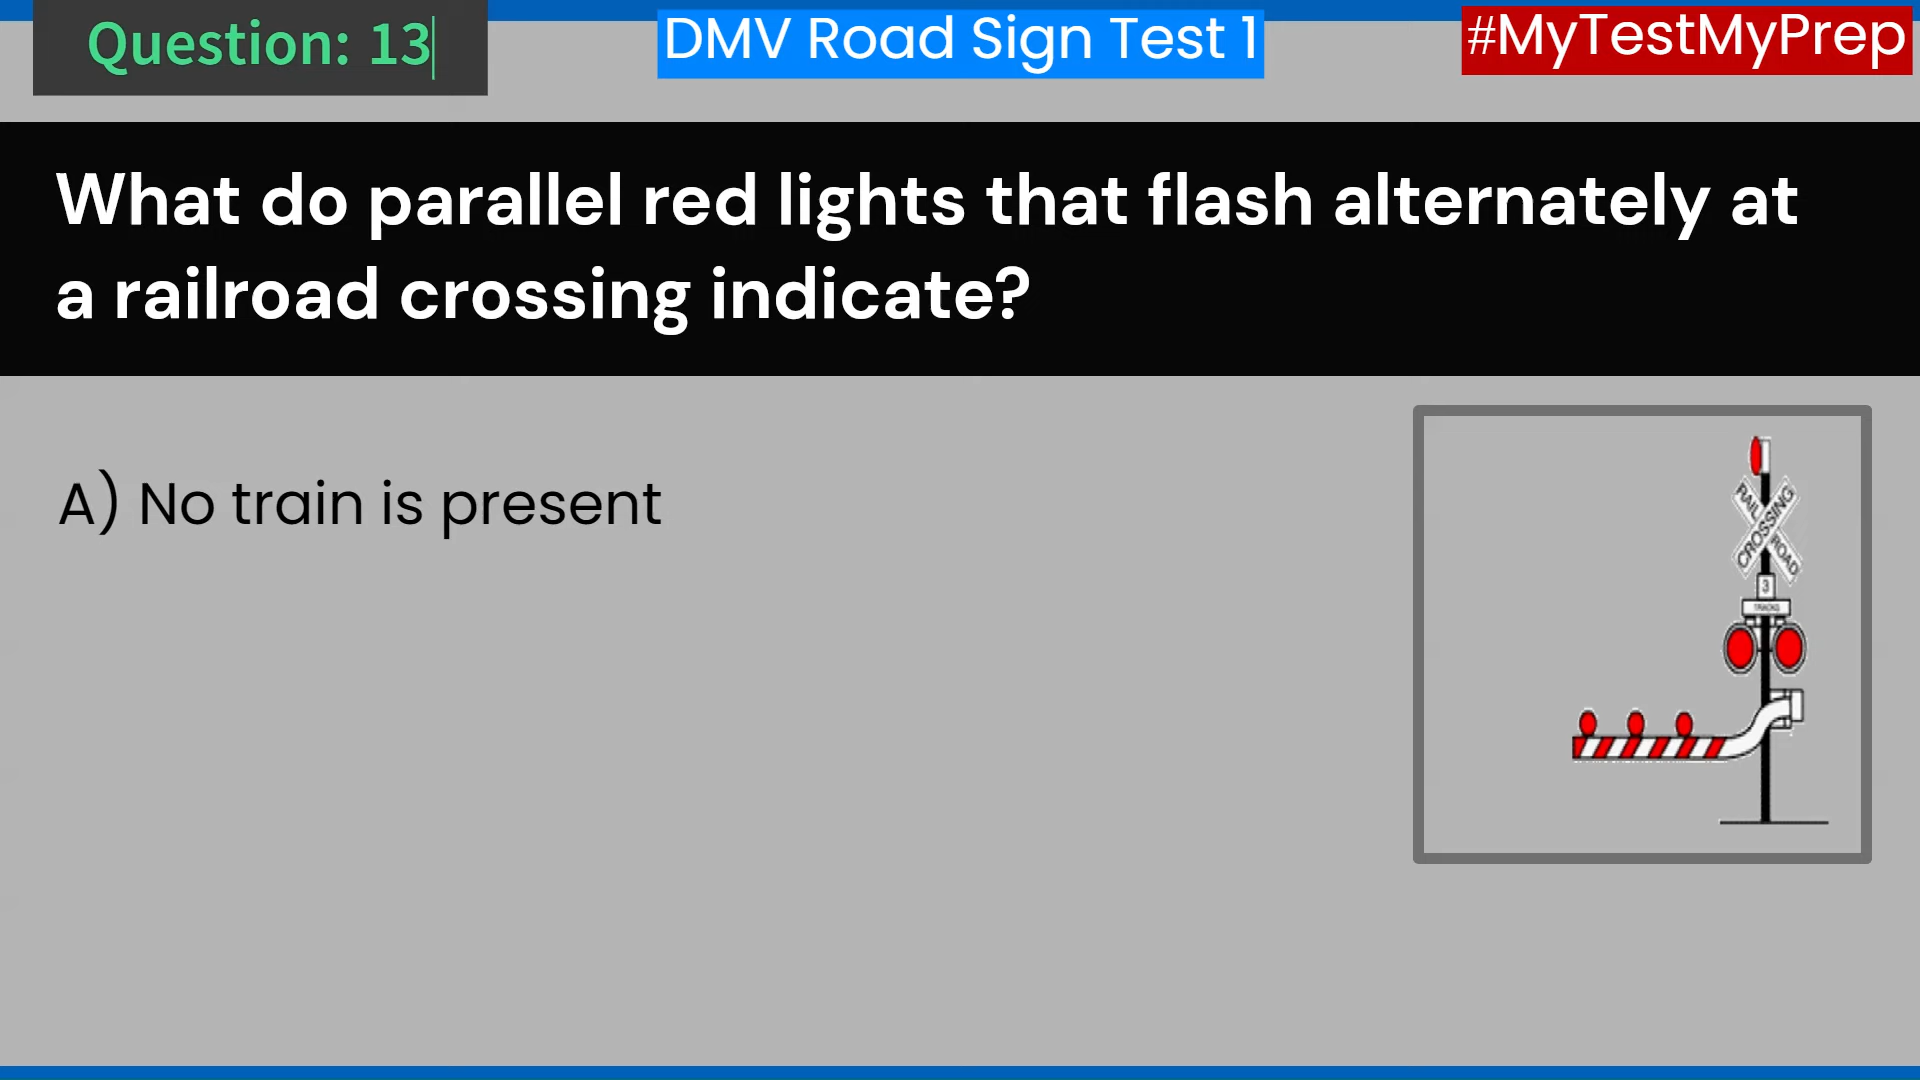 Question: 13
DMV Road Sign Test 1
#MyTestMyPrep
What do parallel red lights that flash alternately at
a railroad crossing indicate?
A) No train is present
RAIL
CROSSING
ROAD
3
TRACKS